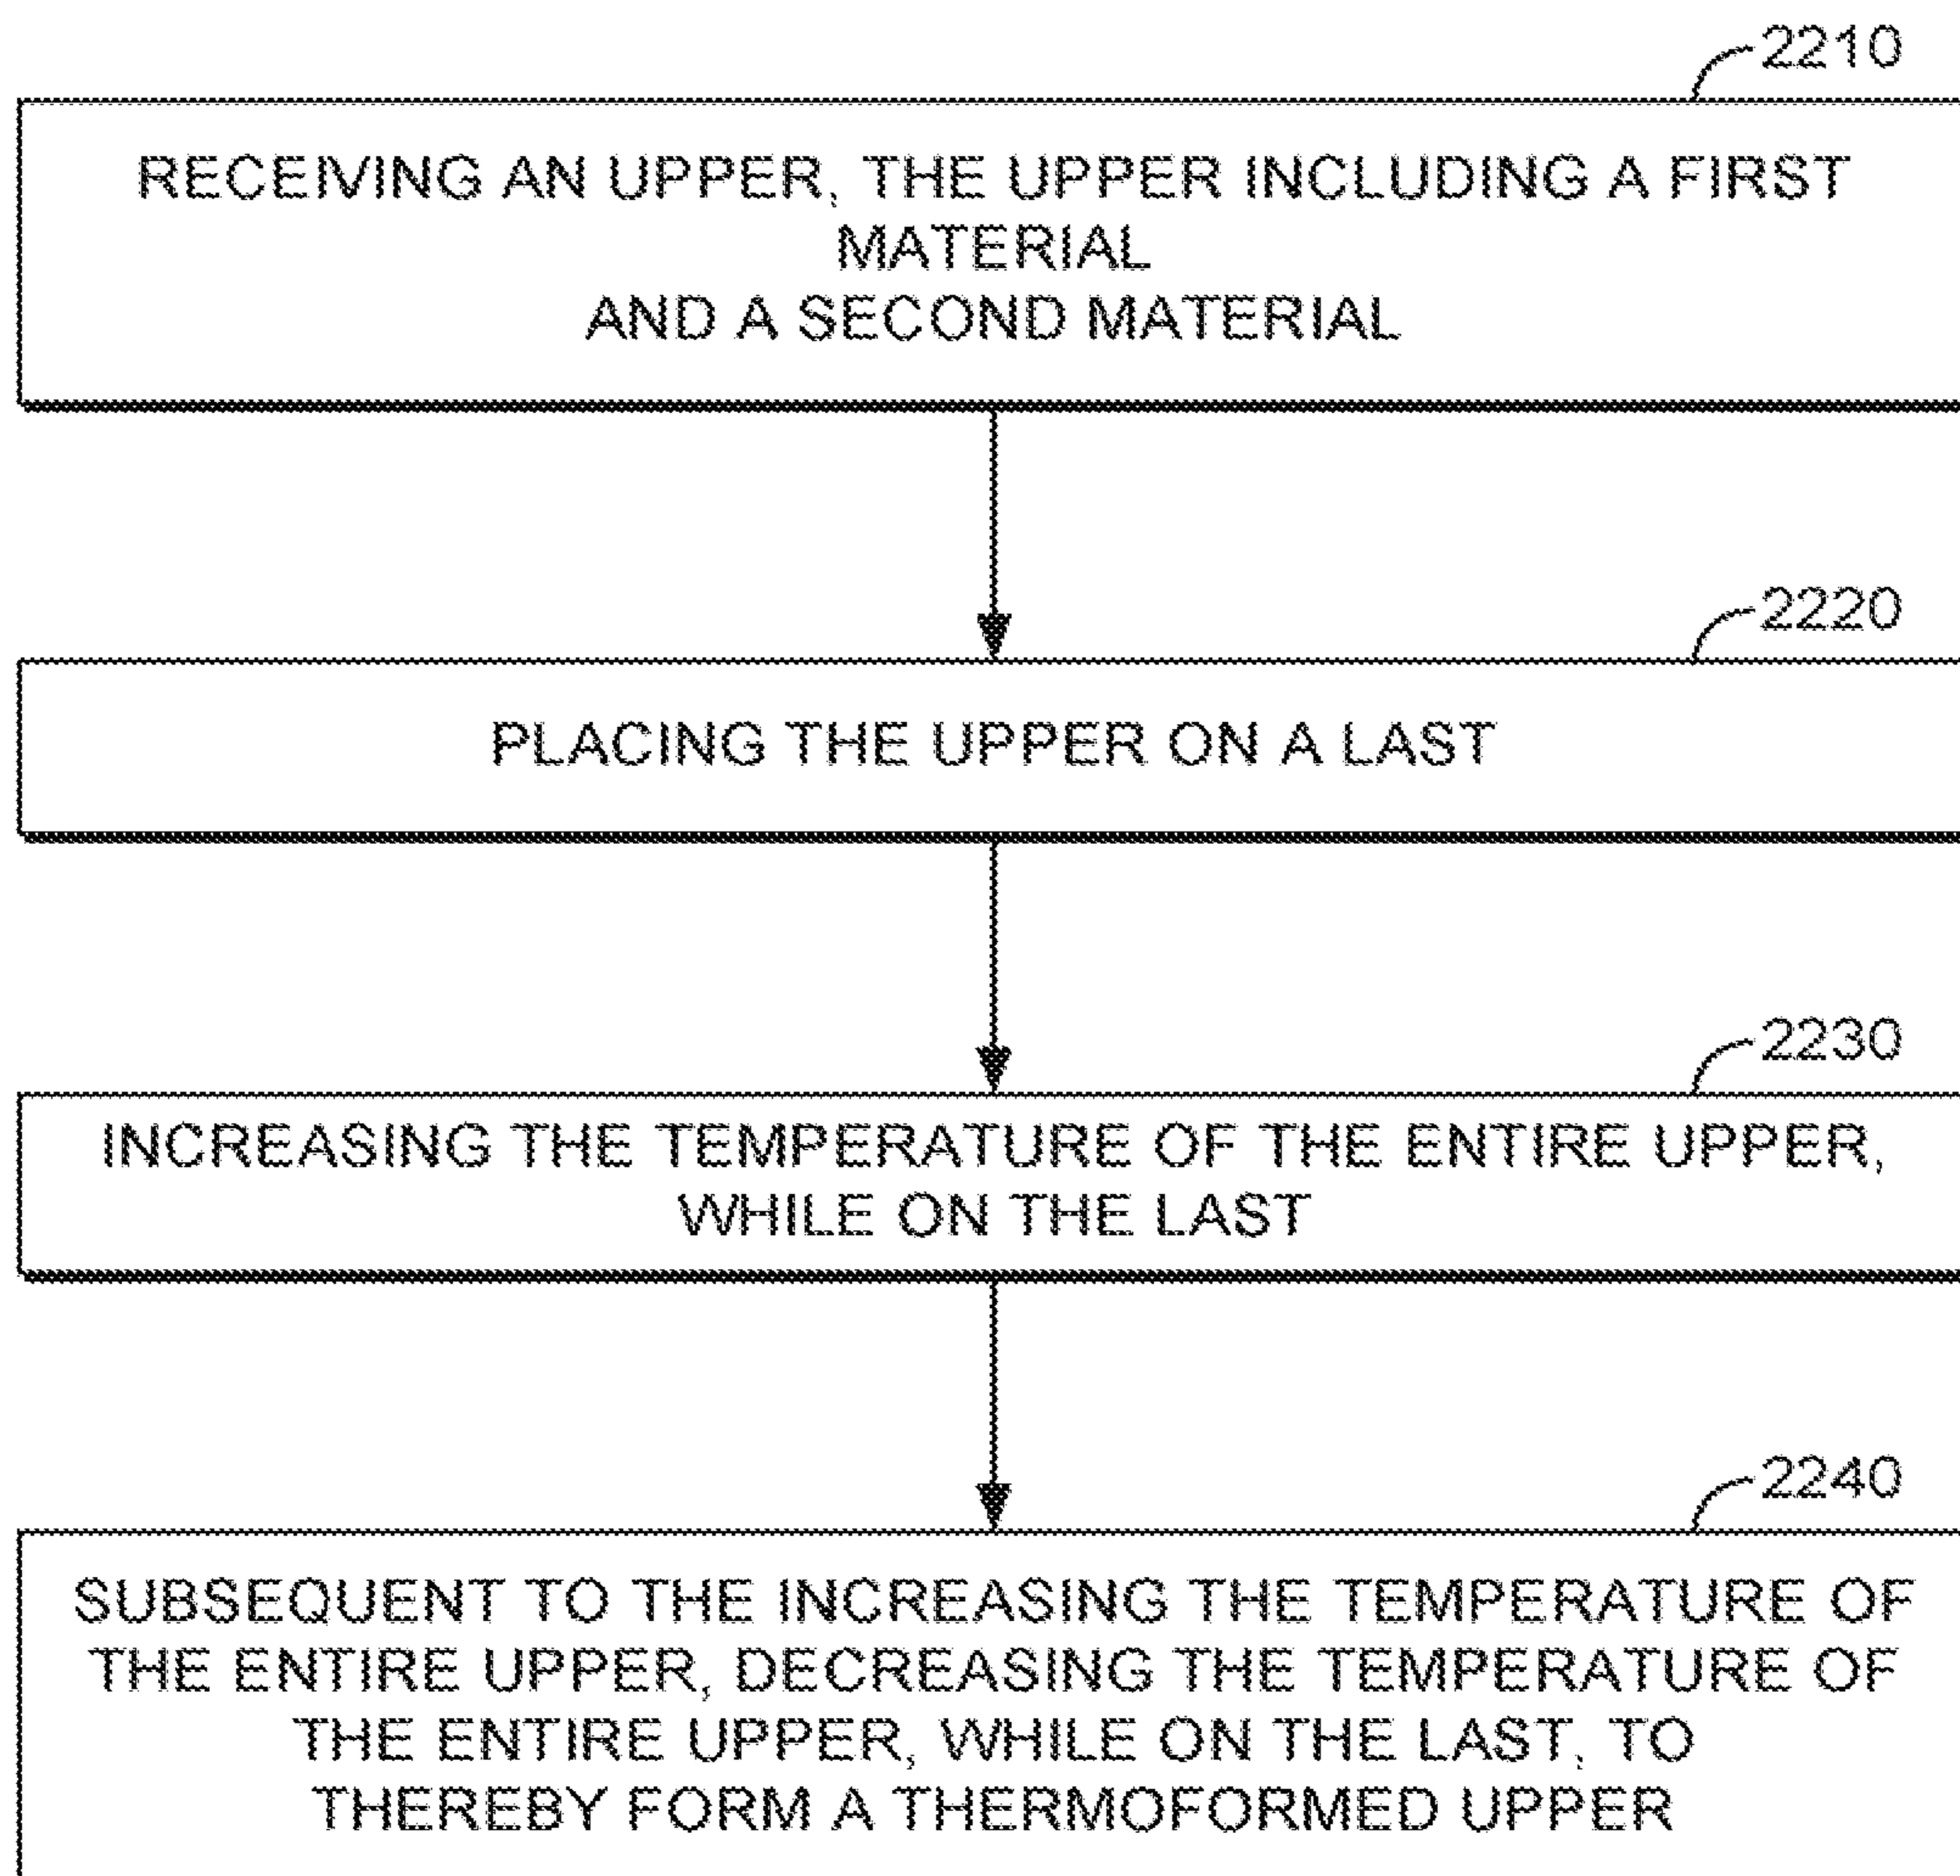 2210
RECEIVING AN UPPER, THE UPPER INCLUDING A FIRST
MATERIAL
AND A SECOND MATERIAL
2220
PLACING THE UPPER ON A LAST
2230
INCREASING THE TEMPERATURE OF THE ENTIRE UPPER,
WHILE ON THE LAST
2240
SUBSEQUENT TO THE INCREASING THE TEMPERATURE OF
THE ENTIRE UPPER, DECREASING THE TEMPERATURE OF
THE ENTIRE UPPER, WHILE ON THE LAST, TO
THEREBY FORM A THERMOFORMED UPPER